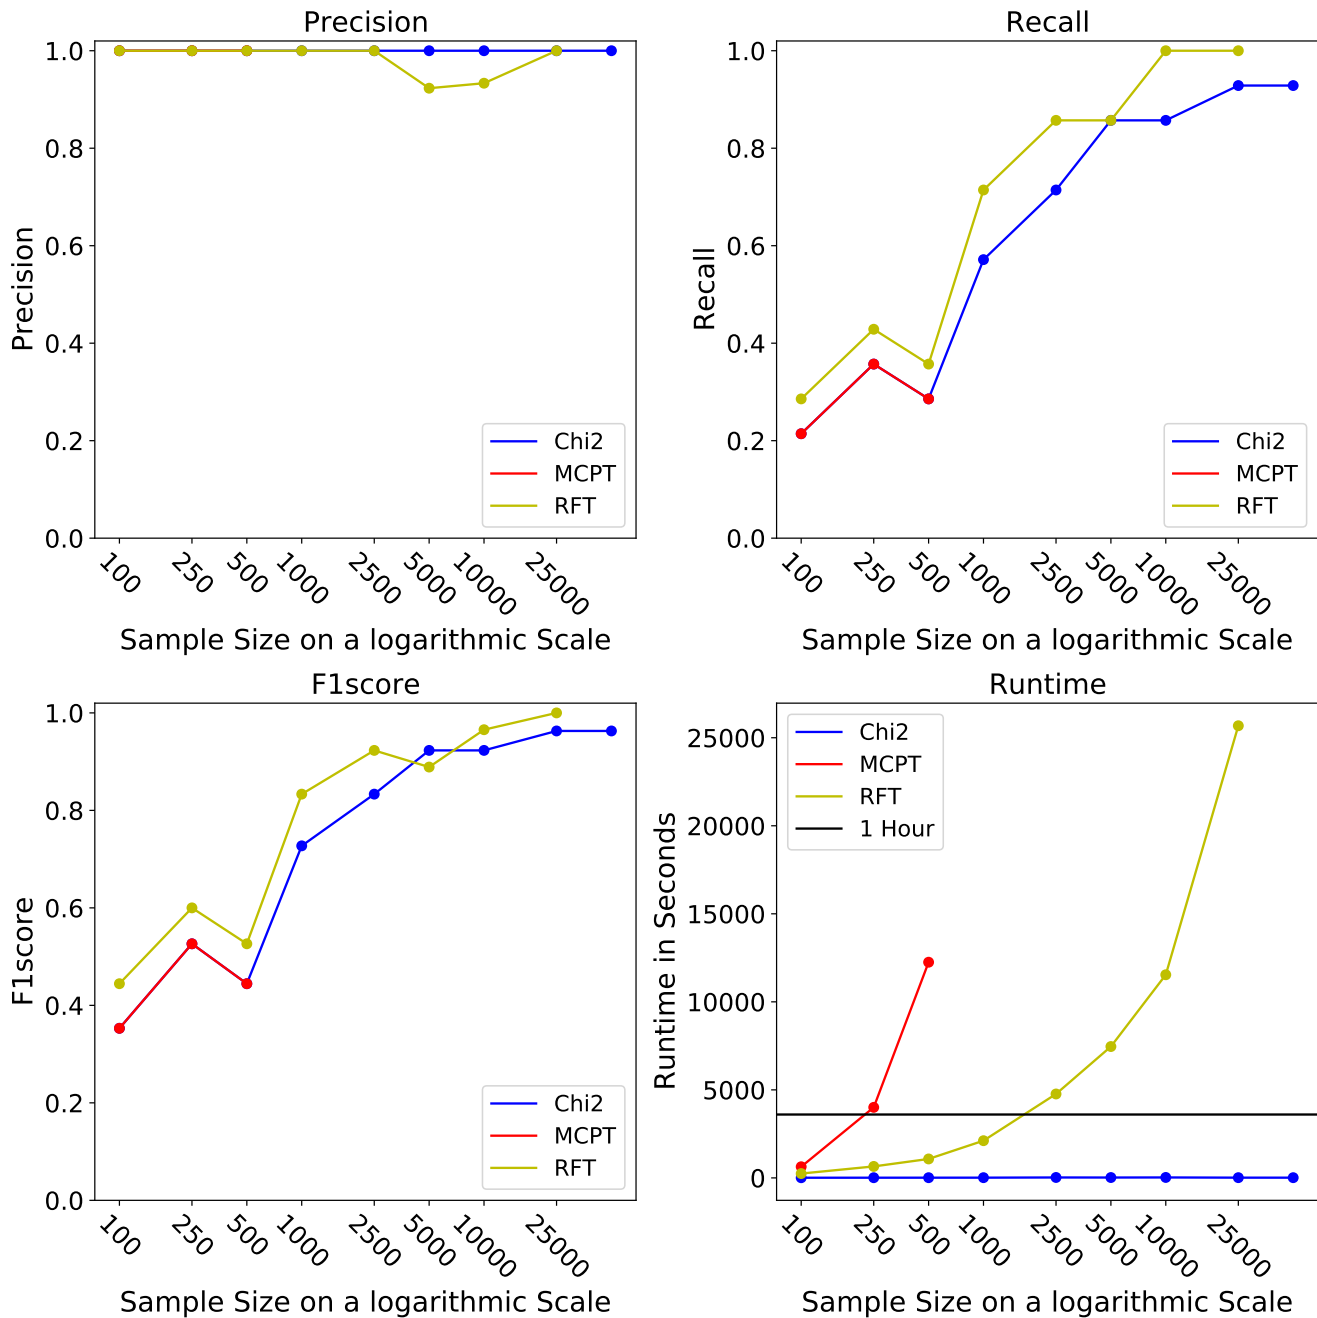 Precision
Precision
1.0
0.8
0.6
0.4
0.2
0.0
Chi2
MCPT
RFT
100
250
500
1000
2500
5000
10000
25000
Sample Size on a logarithmic Scale
Recall
Recall
1.0
0.8
0.6
0.4
0.2
0.0
Chi2
MCPT
RFT
100
250
500
1000
2500
5000
10000
25000
Sample Size on a logarithmic Scale
F1score
F1score
1.0
0.8
0.6
0.4
0.2
0.0
Chi2
MCPT
RFT
100
250
500
1000
2500
5000
10000
25000
Sample Size on a logarithmic Scale
Runtime
Runtime in Seconds
25000
20000
15000
10000
5000
0
Chi2
MCPT
RFT
1 Hour
100
250
500
1000
2500
5000
10000
25000
Sample Size on a logarithmic Scale